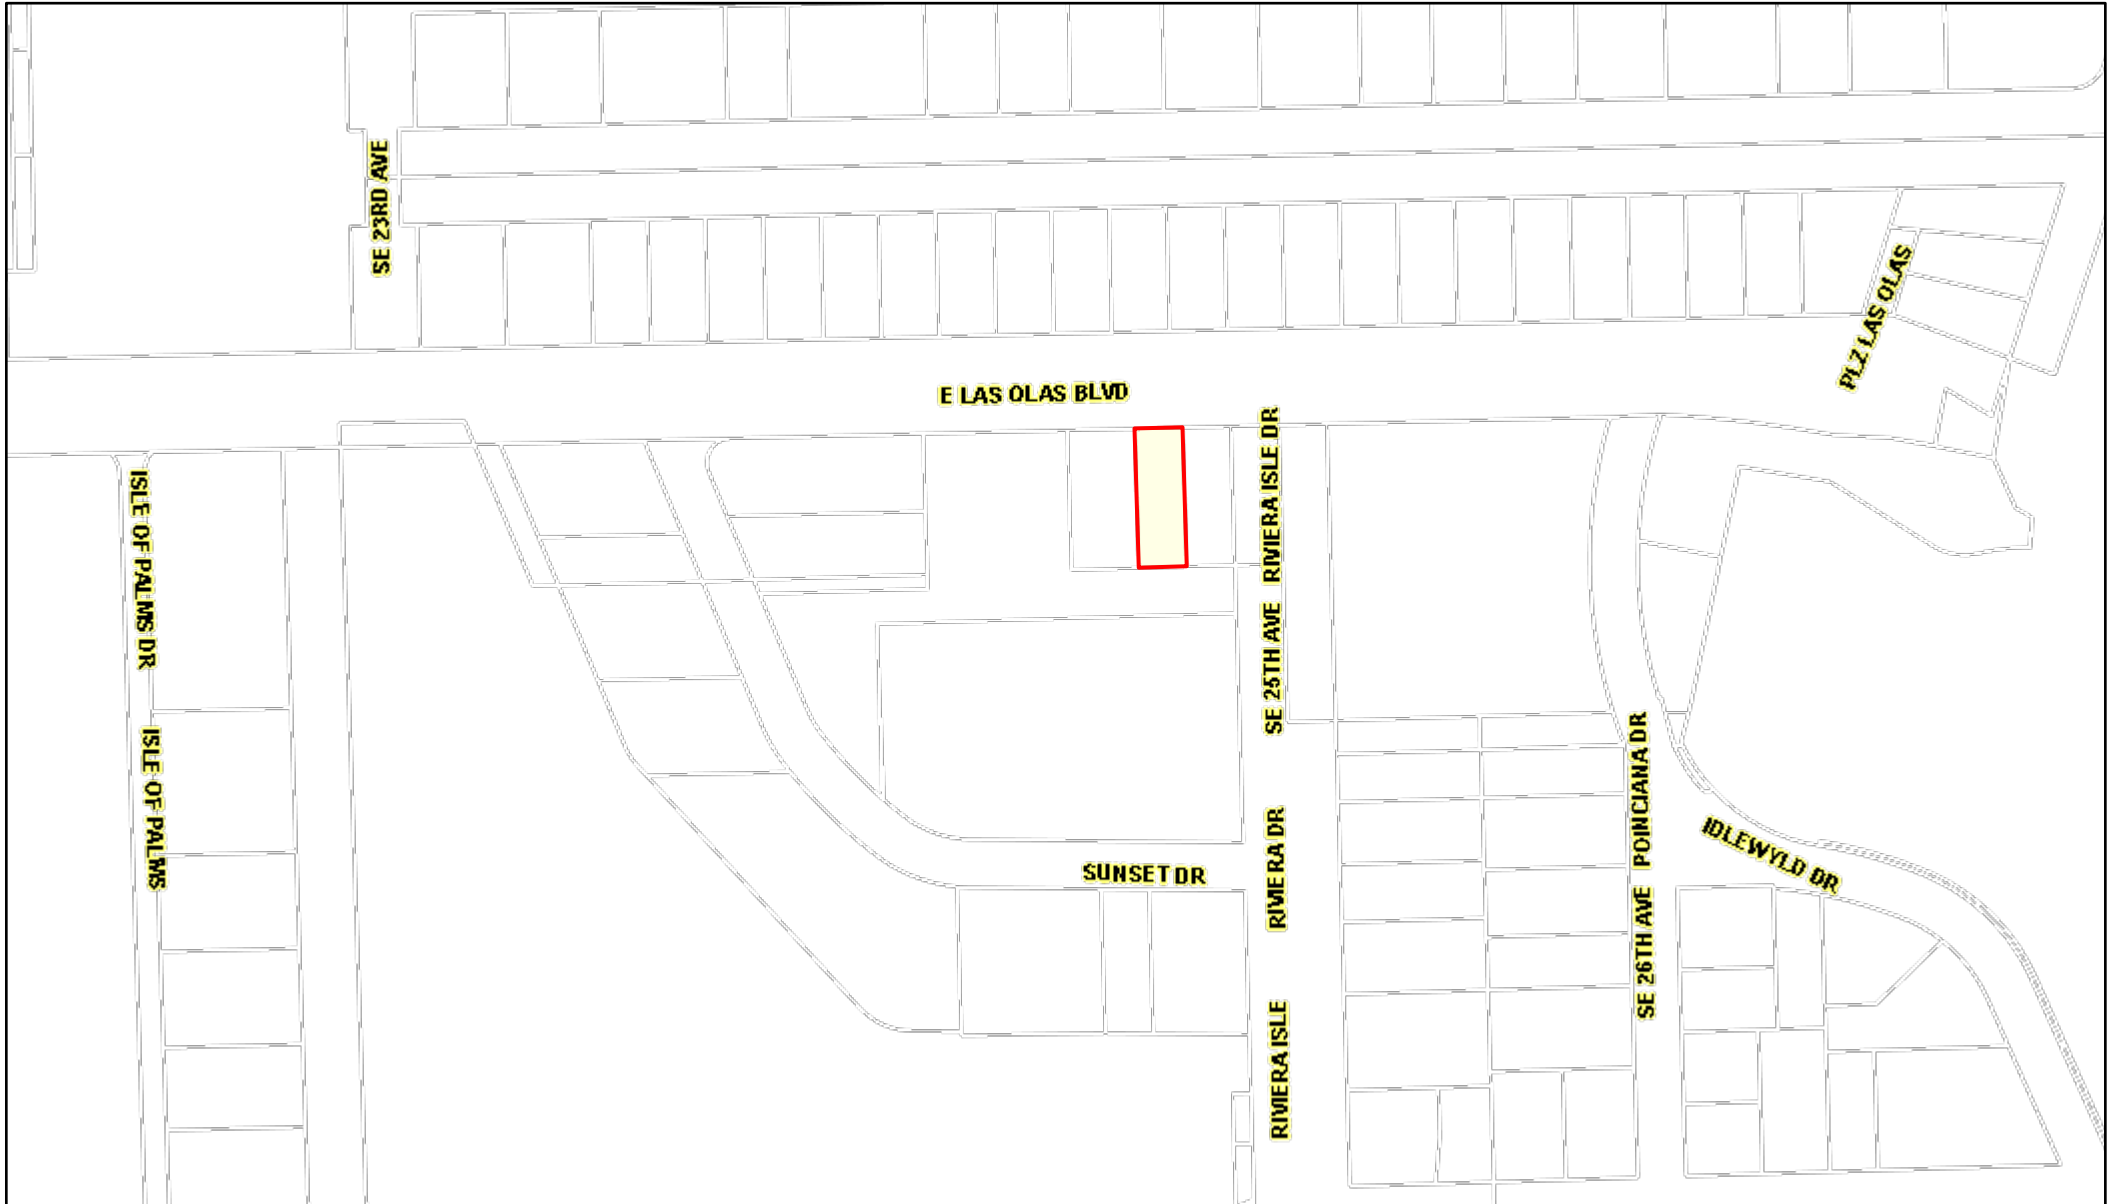 SE 23RD AVE
PLZ LAS OLAS
E LAS OLAS BLVD
RIVIERA ISLE DR
ISLE OF PALMS DR
SE 25TH AVE
ISLE OF PALMS
POINCIANA DR
RIVIERA DR
IDLEWYLD DR
SUNSET DR
SE 26TH AVE
RIVIERA ISLE